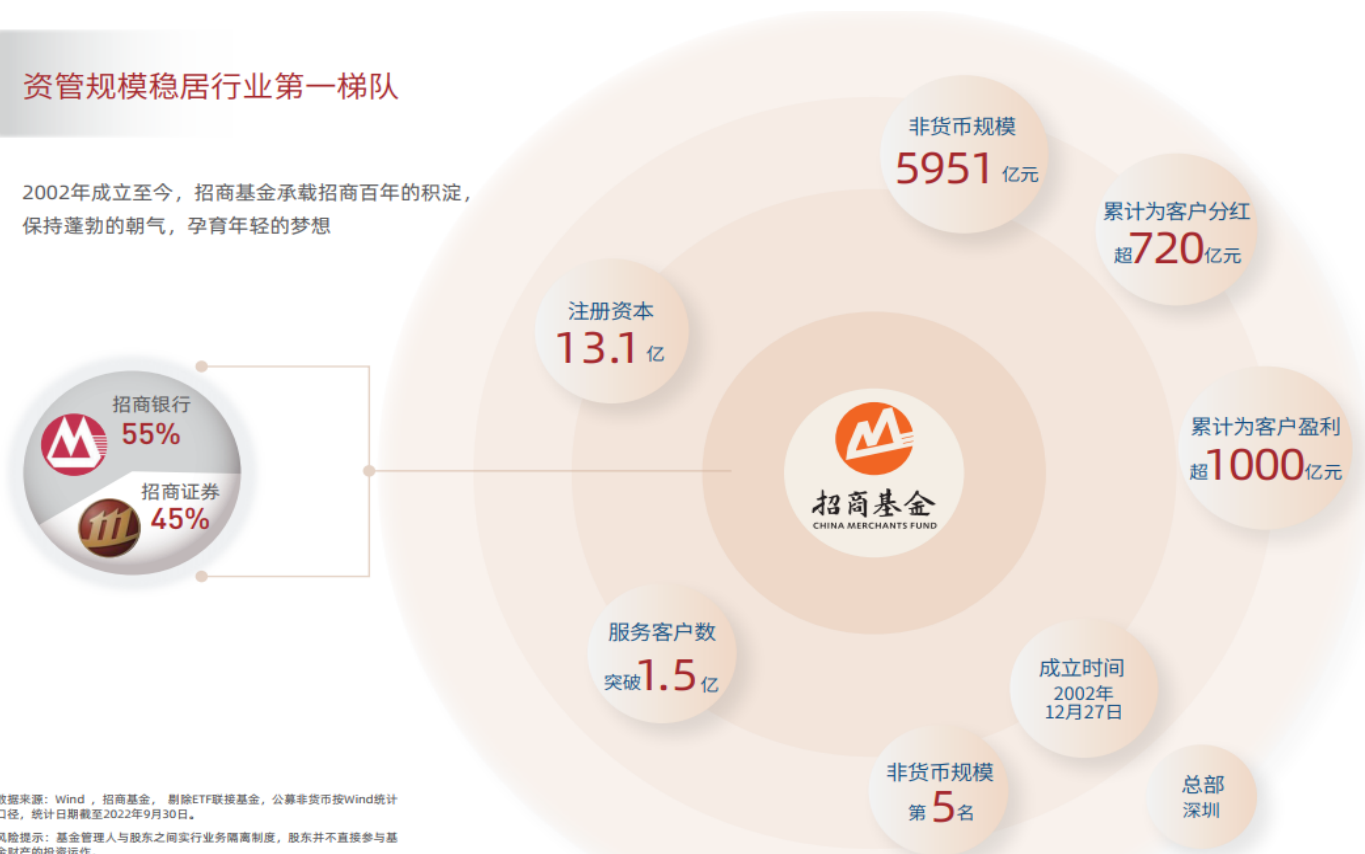 资管规模稳居行业第一梯队
2002年成立至今，招商基金承载招商百年的积淀，
保持蓬勃的朝气，孕育年轻的梦想
非货币规模
5951 亿元
累计为客户分红
超720亿元
注册资本
13.1 亿
招商银行
55%
招商证券
45%
招商基金
CHINA MERCHANTS FUND
累计为客户盈利
超1000亿元
服务客户数
突破1.5亿
成立时间
2002年
12月27日
非货币规模
第5名
总部
深圳
数据来源：Wind ，招商基金， 剔除ETF联接基金，公募非货币按Wind统计
口径，统计日期截至2022年9月30日。
风险提示：基金管理人与股东之间实行业务隔离制度，股东并不直接参与基
金财产的投资运作。